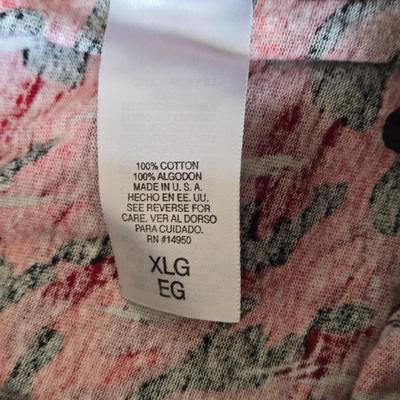 100% COTTON
100% ALGODON
MADE IN U. S. A.
HECHO EN EE. UU.
SEE REVERSE FOR
CARE. VER AL DORSO
PARA CUIDADO.
RN #14950
XLG
EG